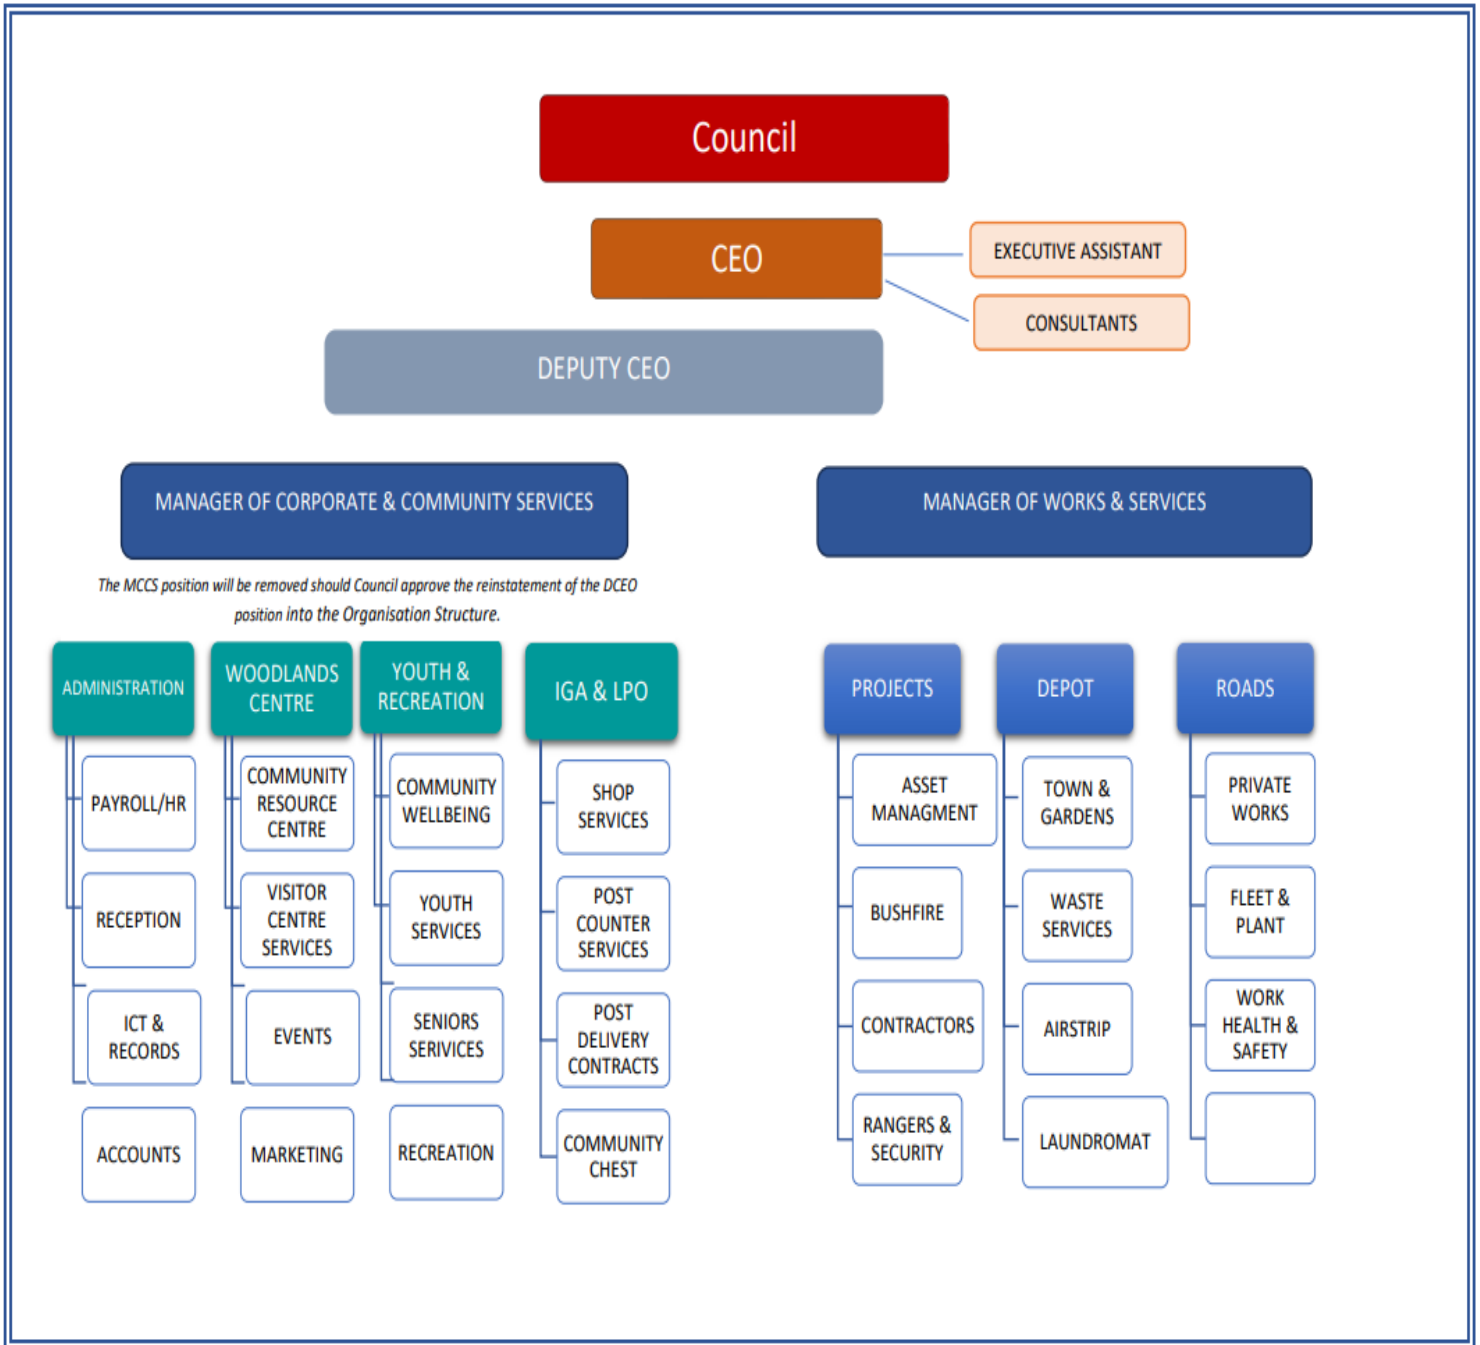 Council
CEO
EXECUTIVE ASSISTANT
CONSULTANTS
DEPUTY CEO
MANAGER OF CORPORATE & COMMUNITY SERVICES
MANAGER OF WORKS & SERVICES
The MCCS position will be removed should Council approve the reinstatement of the DCEO
position into the Organisation Structure.
ADMINISTRATION
PAYROLL/HR
RECEPTION
ICT &
RECORDS
ACCOUNTS
WOODLANDS
CENTRE
COMMUNITY
RESOURCE
CENTRE
VISITOR
CENTRE
SERVICES
EVENTS
MARKETING
YOUTH &
RECREATION
COMMUNITY
WELLBEING
YOUTH
SERVICES
SENIORS
SERIVICES
RECREATION
IGA & LPO
SHOP
SERVICES
POST
COUNTER
SERVICES
POST
DELIVERY
CONTRACTS
COMMUNITY
CHEST
PROJECTS
ASSET
MANAGMENT
BUSHFIRE
CONTRACTORS
RANGERS &
SECURITY
DEPOT
TOWN &
GARDENS
WASTE
SERVICES
AIRSTRIP
LAUNDROMAT
ROADS
PRIVATE
WORKS
FLEET &
PLANT
WORK
HEALTH &
SAFETY